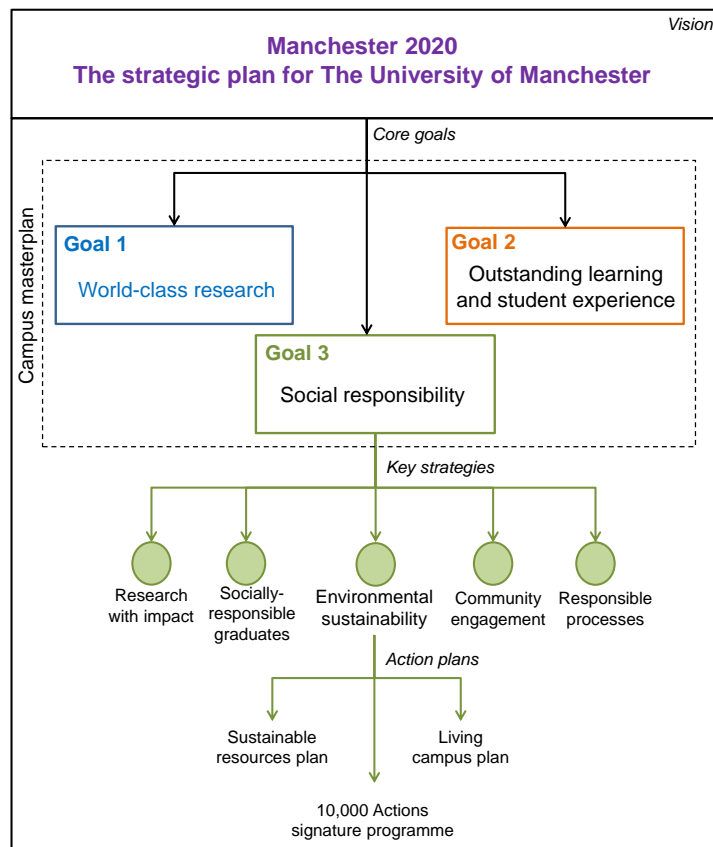 Vision
Manchester 2020
The strategic plan for The University of Manchester
Core goals
Campus masterplan
Goal 1
World-class research
Goal 2
Outstanding learning
and student experience
Goal 3
Social responsibility
Key strategies
Research
with impact
Socially-
responsible
graduates
Environmental
sustainability
Community
engagement
Responsible
processes
Action plans
Sustainable
resources plan
Living
campus plan
10,000 Actions
signature programme